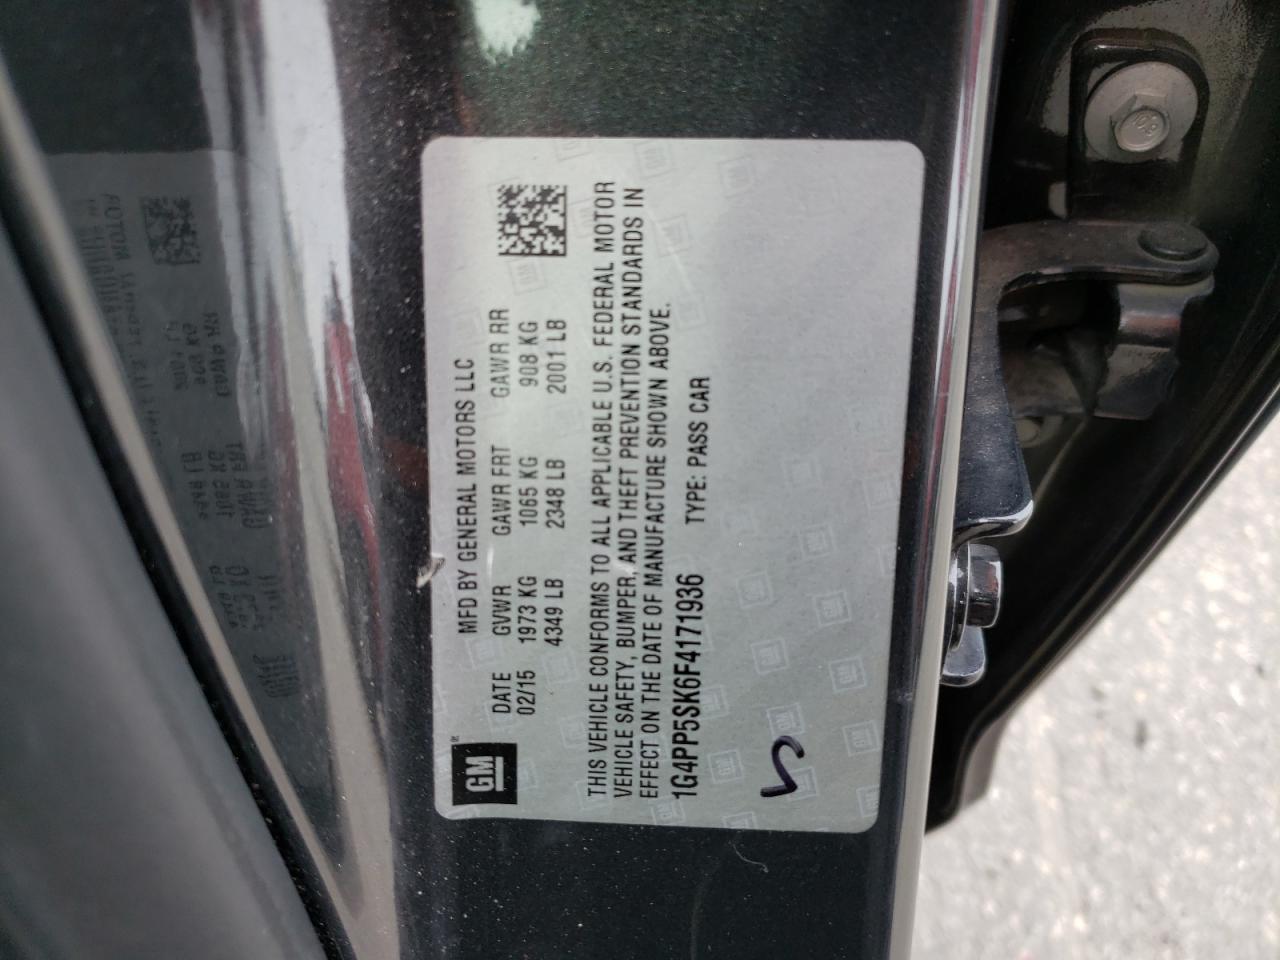 MFD BY GENERAL MOTORS LLC
GM ®
DATE GVWR GAWR FRT GAWR RR
02/15 1973 KG 1065 KG 908 KG
4349 LB 2348 LB 2001 LB
THIS VEHICLE CONFORMS TO ALL APPLICABLE U.S. FEDERAL MOTOR
VEHICLE SAFETY, BUMPER, AND THEFT PREVENTION STANDARDS IN
EFFECT ON THE DATE OF MANUFACTURE SHOWN ABOVE.
1G4PP5SK6F4171936 TYPE: PASS CAR